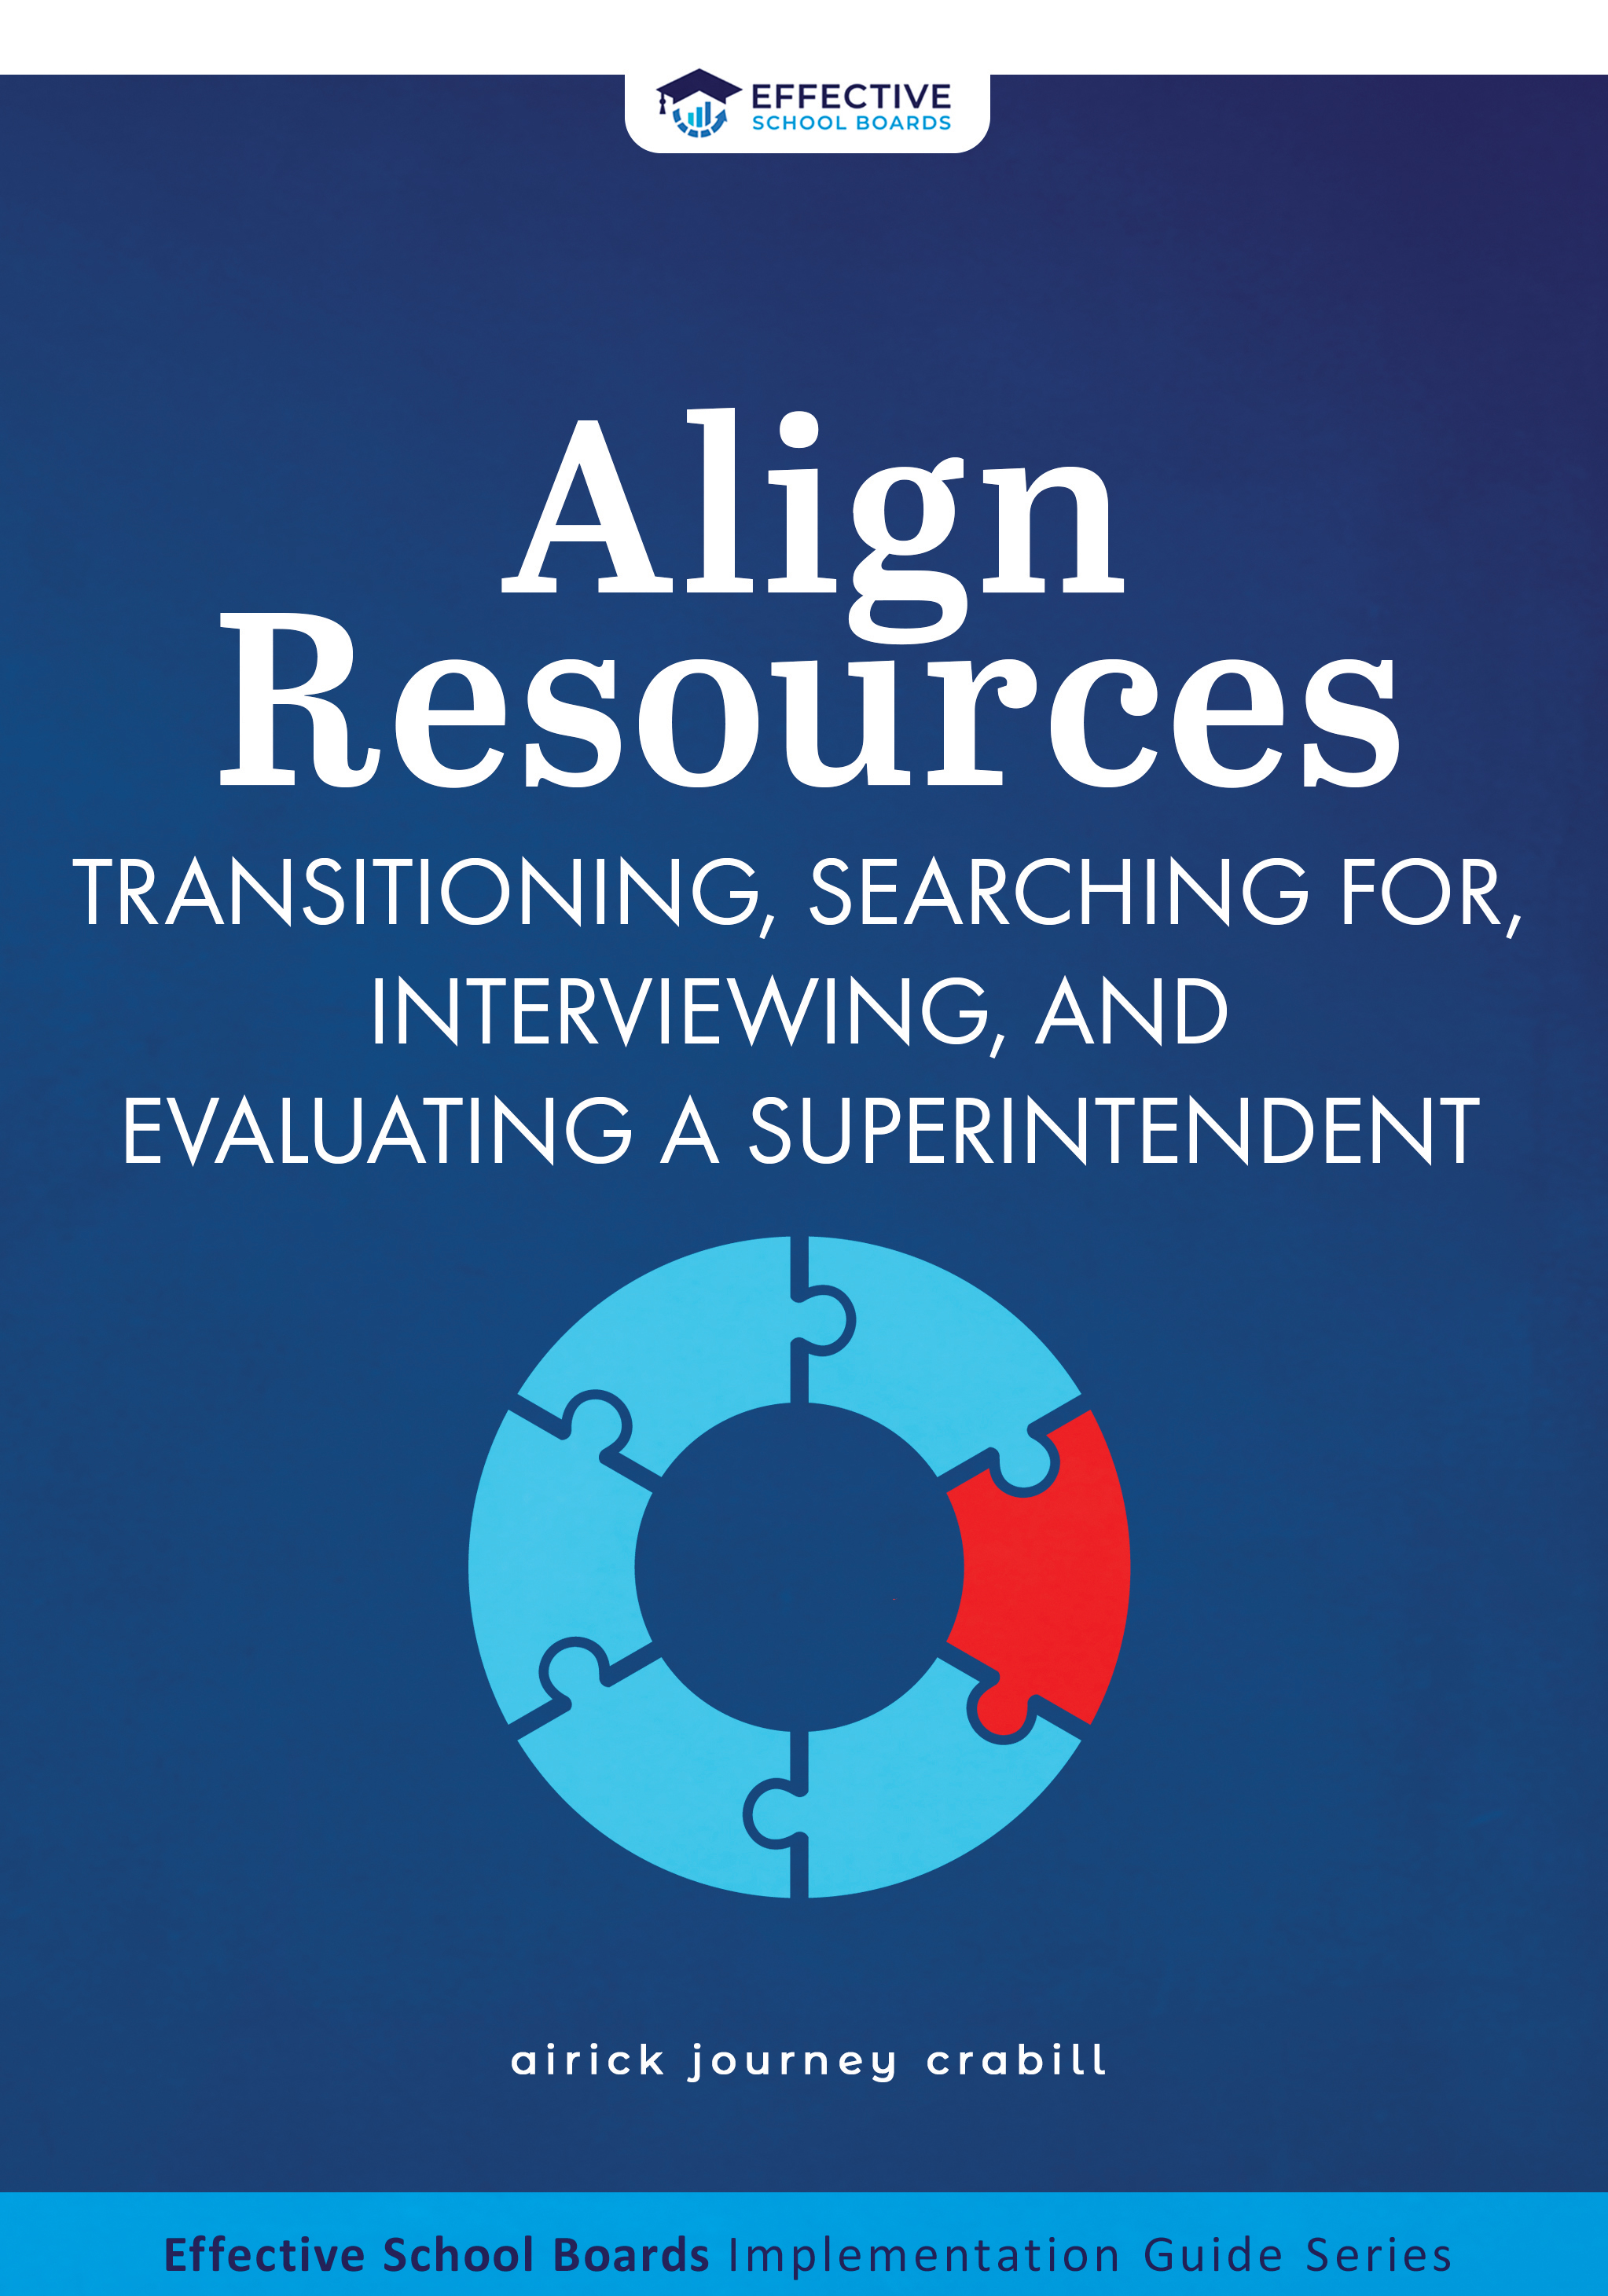 EFFECTIVE
SCHOOL BOARDS
Align
Resources
TRANSITIONING, SEARCHING FOR,
INTERVIEWING, AND
EVALUATING A SUPERINTENDENT
airick journey crabill
Effective School Boards Implementation Guide Series